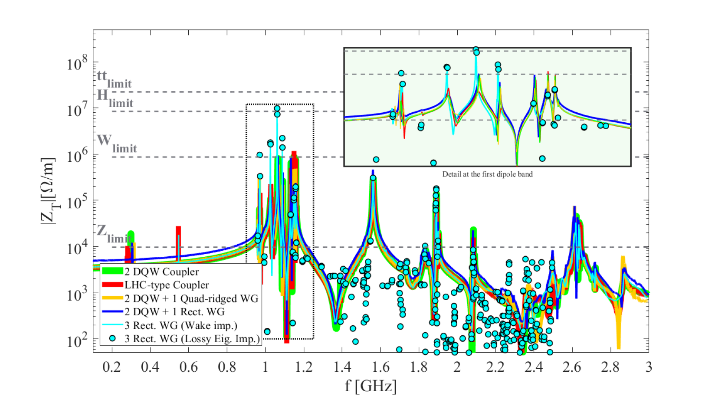 |Z_T|[Ω/m]
10^8
10^7
10^6
10^5
10^4
10^3
10^2
tt_limit
H_limit
W_limit
Z_limit
Detail at the first dipole band
2 DQW Coupler
LHC-type Coupler
2 DQW + 1 Quad-ridged WG
2 DQW + 1 Rect. WG
3 Rect. WG (Wake imp.)
3 Rect. WG (Lossy Eig. Imp.)
0.2 0.4 0.6 0.8 1 1.2 1.4 1.6 1.8 2 2.2 2.4 2.6 2.8 3
f [GHz]